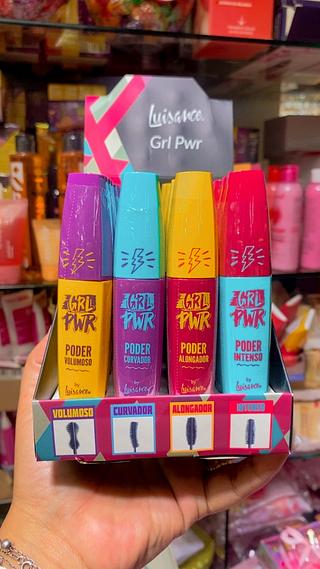 Luisance
Grl Pwr
GRL
PWR
PODER
VOLUMOSO
by
Luisance
GRL
PWR
PODER
CURVADOR
by
Luisance
GRL
PWR
PODER
ALONGADOR
by
Luisance
GRL
PWR
PODER
INTENSO
by
Luisance
VOLUMOSO
CURVADOR
ALONGADOR
INTENSO